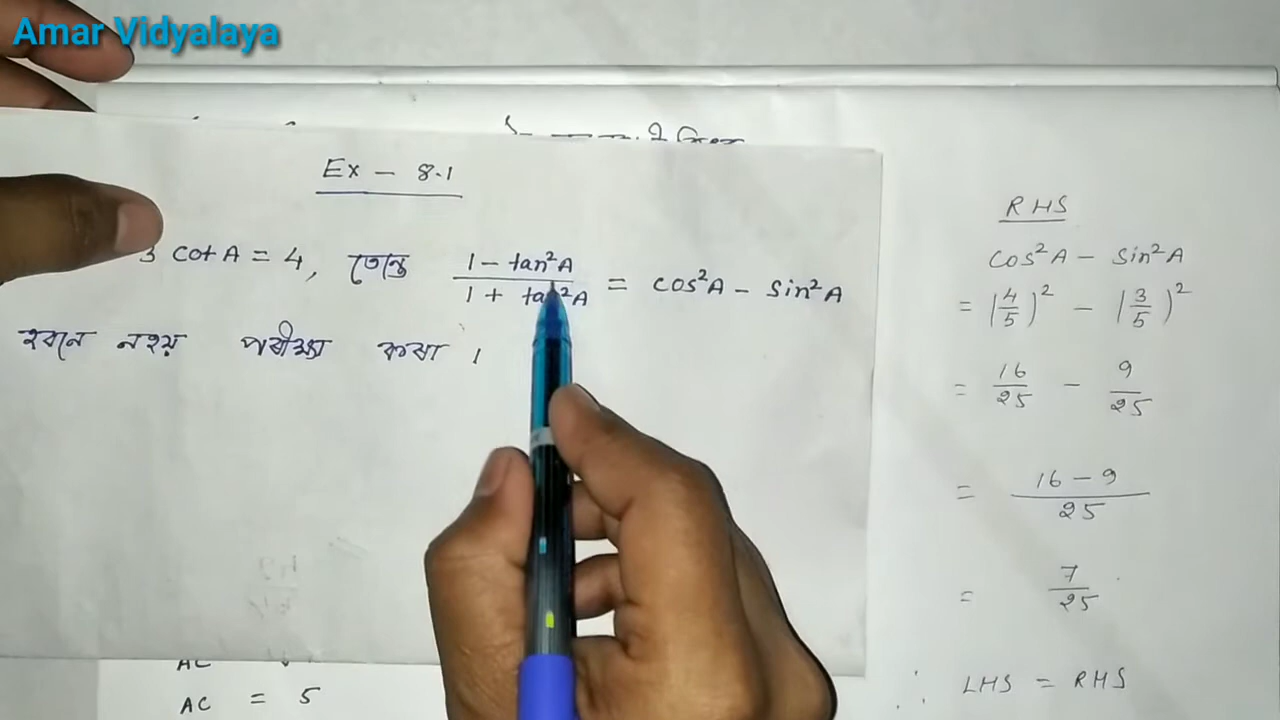 Amar Vidyalaya
Ex – 8.1
3 cot A = 4, তেন্তে (1 – tan²A)/(1 + tan²A) = cos²A – sin²A
হয়নে নহয় পৰীক্ষা কৰা ।
AC
AC = 5
RHS
cos²A – sin²A
= (4/5)² – (3/5)²
= 16/25 – 9/25
= (16 – 9)/25
= 7/25
∴ LHS = RHS